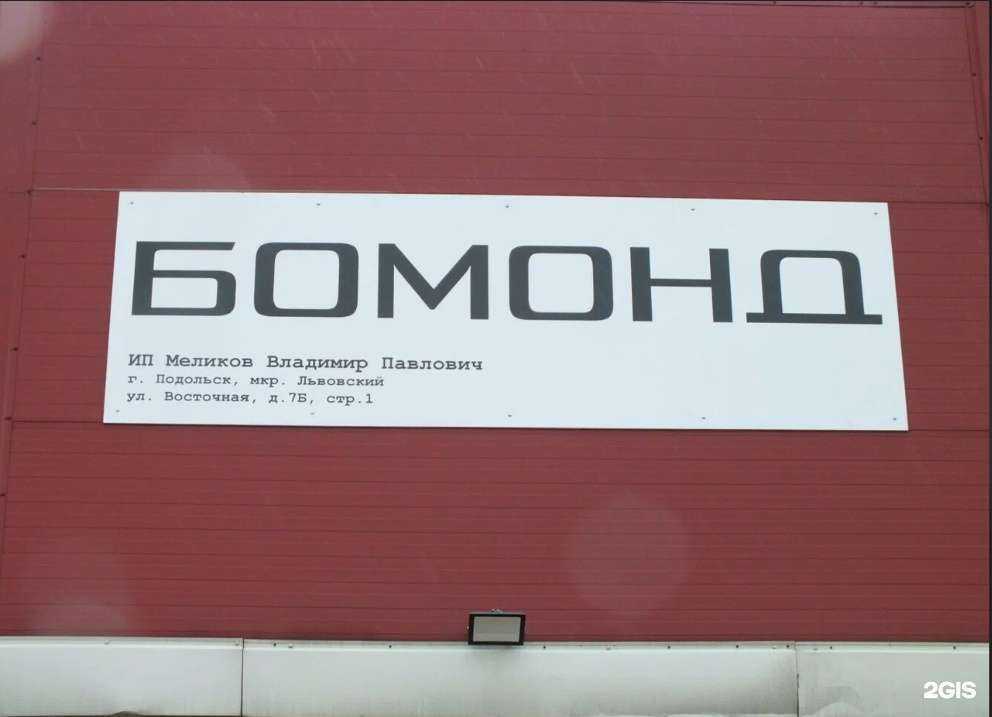 БОМОНД
ИП Меликов Владимир Павлович
г. Подольск, мкр. Львовский
ул. Восточная, д.7Б, стр.1
2GIS